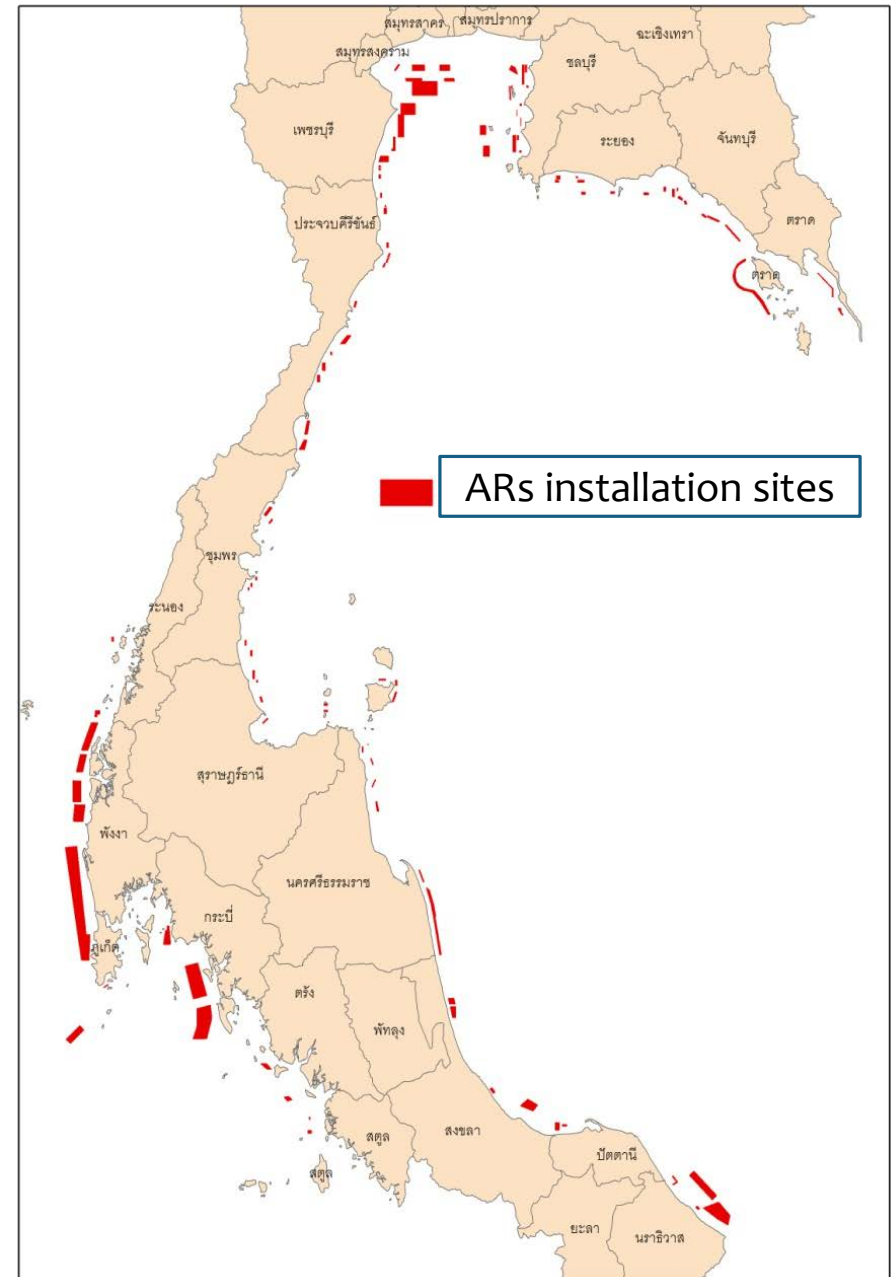 สมุทรสาคร
สมุทรปราการ
ฉะเชิงเทรา
สมุทรสงคราม
ชลบุรี
เพชรบุรี
ระยอง
จันทบุรี
ประจวบคีรีขันธ์
ตราด
ตราด
ARs installation sites
ชุมพร
ระนอง
สุราษฎร์ธานี
พังงา
นครศรีธรรมราช
กระบี่
ภูเก็ต
ตรัง
พัทลุง
สตูล
สงขลา
ปัตตานี
สตูล
ยะลา
นราธิวาส